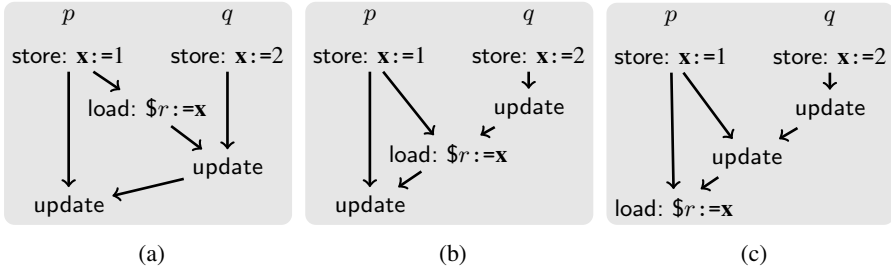 p q
store: x:=1 store: x:=2
load: $r:=x
update
update
(a)
p q
store: x:=1 store: x:=2
update
load: $r:=x
update
(b)
p q
store: x:=1 store: x:=2
update
update
load: $r:=x
(c)